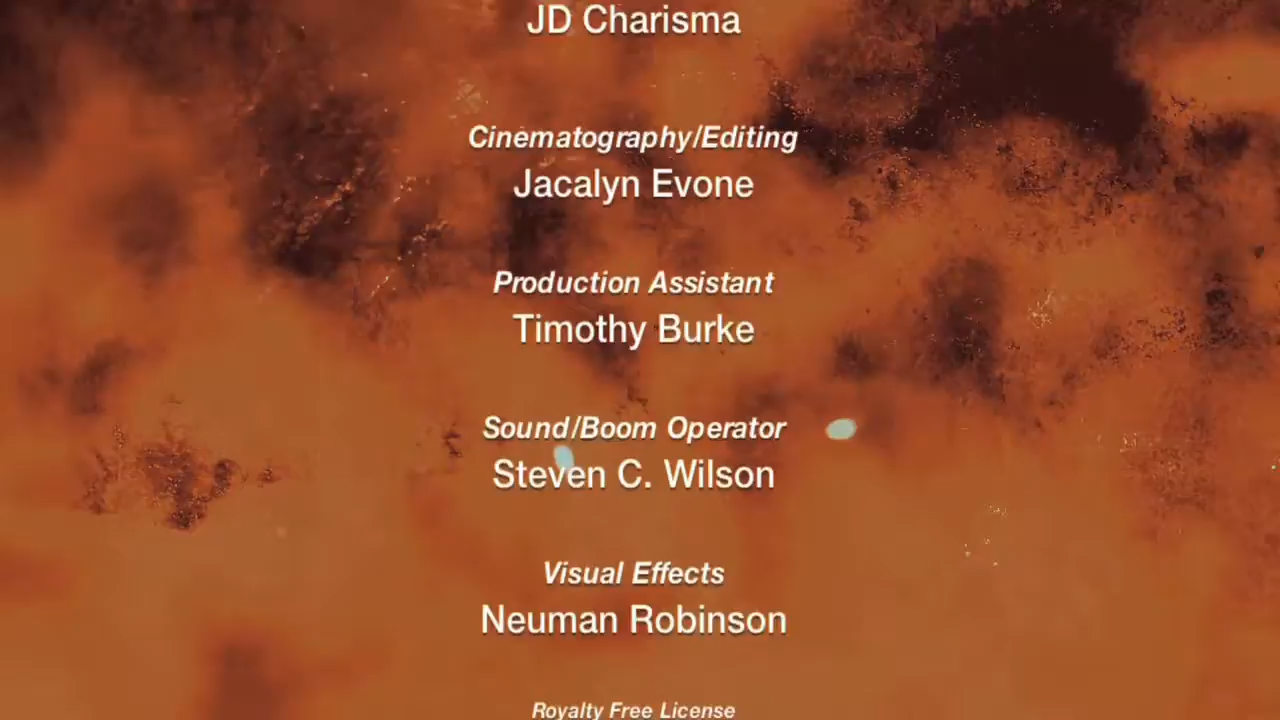 JD Charisma
Cinematography/Editing
Jacalyn Evone
Production Assistant
Timothy Burke
Sound/Boom Operator
Steven C. Wilson
Visual Effects
Neuman Robinson
Royalty Free License